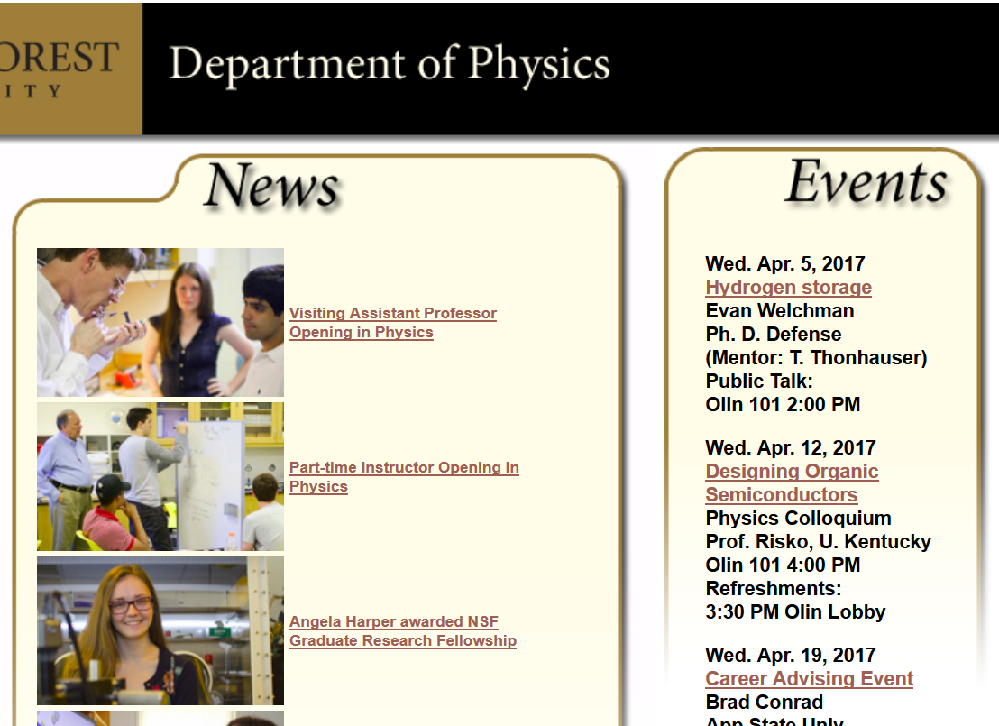 OREST
ITY
Department of Physics
News
Visiting Assistant Professor
Opening in Physics
Part-time Instructor Opening in
Physics
Angela Harper awarded NSF
Graduate Research Fellowship
Events
Wed. Apr. 5, 2017
Hydrogen storage
Evan Welchman
Ph. D. Defense
(Mentor: T. Thonhauser)
Public Talk:
Olin 101 2:00 PM
Wed. Apr. 12, 2017
Designing Organic
Semiconductors
Physics Colloquium
Prof. Risko, U. Kentucky
Olin 101 4:00 PM
Refreshments:
3:30 PM Olin Lobby
Wed. Apr. 19, 2017
Career Advising Event
Brad Conrad
App State Univ